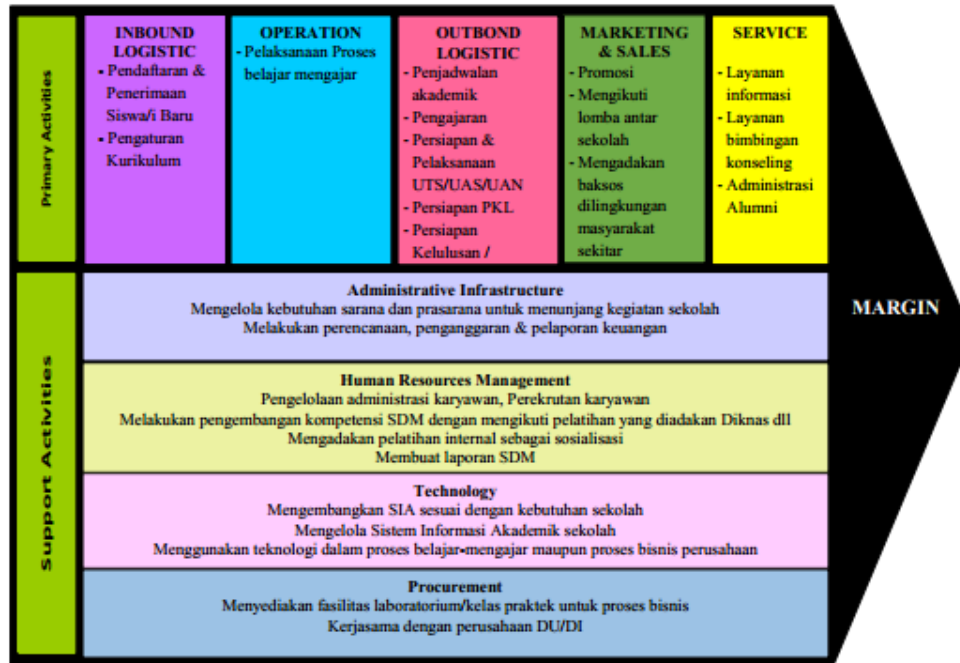 Primary Activities
INBOUND
LOGISTIC
- Pendaftaran &
Penerimaan
Siswa/i Baru
- Pengaturan
Kurikulum
OPERATION
- Pelaksanaan Proses
belajar mengajar
OUTBOND
LOGISTIC
- Penjadwalan
akademik
- Pengajaran
- Persiapan &
Pelaksanaan
UTS/UAS/UAN
- Persiapan PKL
- Persiapan
Kelulusan /
MARKETING
& SALES
- Promosi
- Mengikuti
lomba antar
sekolah
- Mengadakan
baksos
dilingkungan
masyarakat
sekitar
SERVICE
- Layanan
informasi
- Layanan
bimbingan
konseling
- Administrasi
Alumni
Support Activities
Administrative Infrastructure
Mengelola kebutuhan sarana dan prasarana untuk menunjang kegiatan sekolah
Melakukan perencanaan, penganggaran & pelaporan keuangan
Human Resources Management
Pengelolaan administrasi karyawan, Perekrutan karyawan
Melakukan pengembangan kompetensi SDM dengan mengikuti pelatihan yang diadakan Diknas dll
Mengadakan pelatihan internal sebagai sosialisasi
Membuat laporan SDM
Technology
Mengembangkan SIA sesuai dengan kebutuhan sekolah
Mengelola Sistem Informasi Akademik sekolah
Menggunakan teknologi dalam proses belajar-mengajar maupun proses bisnis perusahaan
Procurement
Menyediakan fasilitas laboratorium/kelas praktek untuk proses bisnis
Kerjasama dengan perusahaan DU/DI
MARGIN